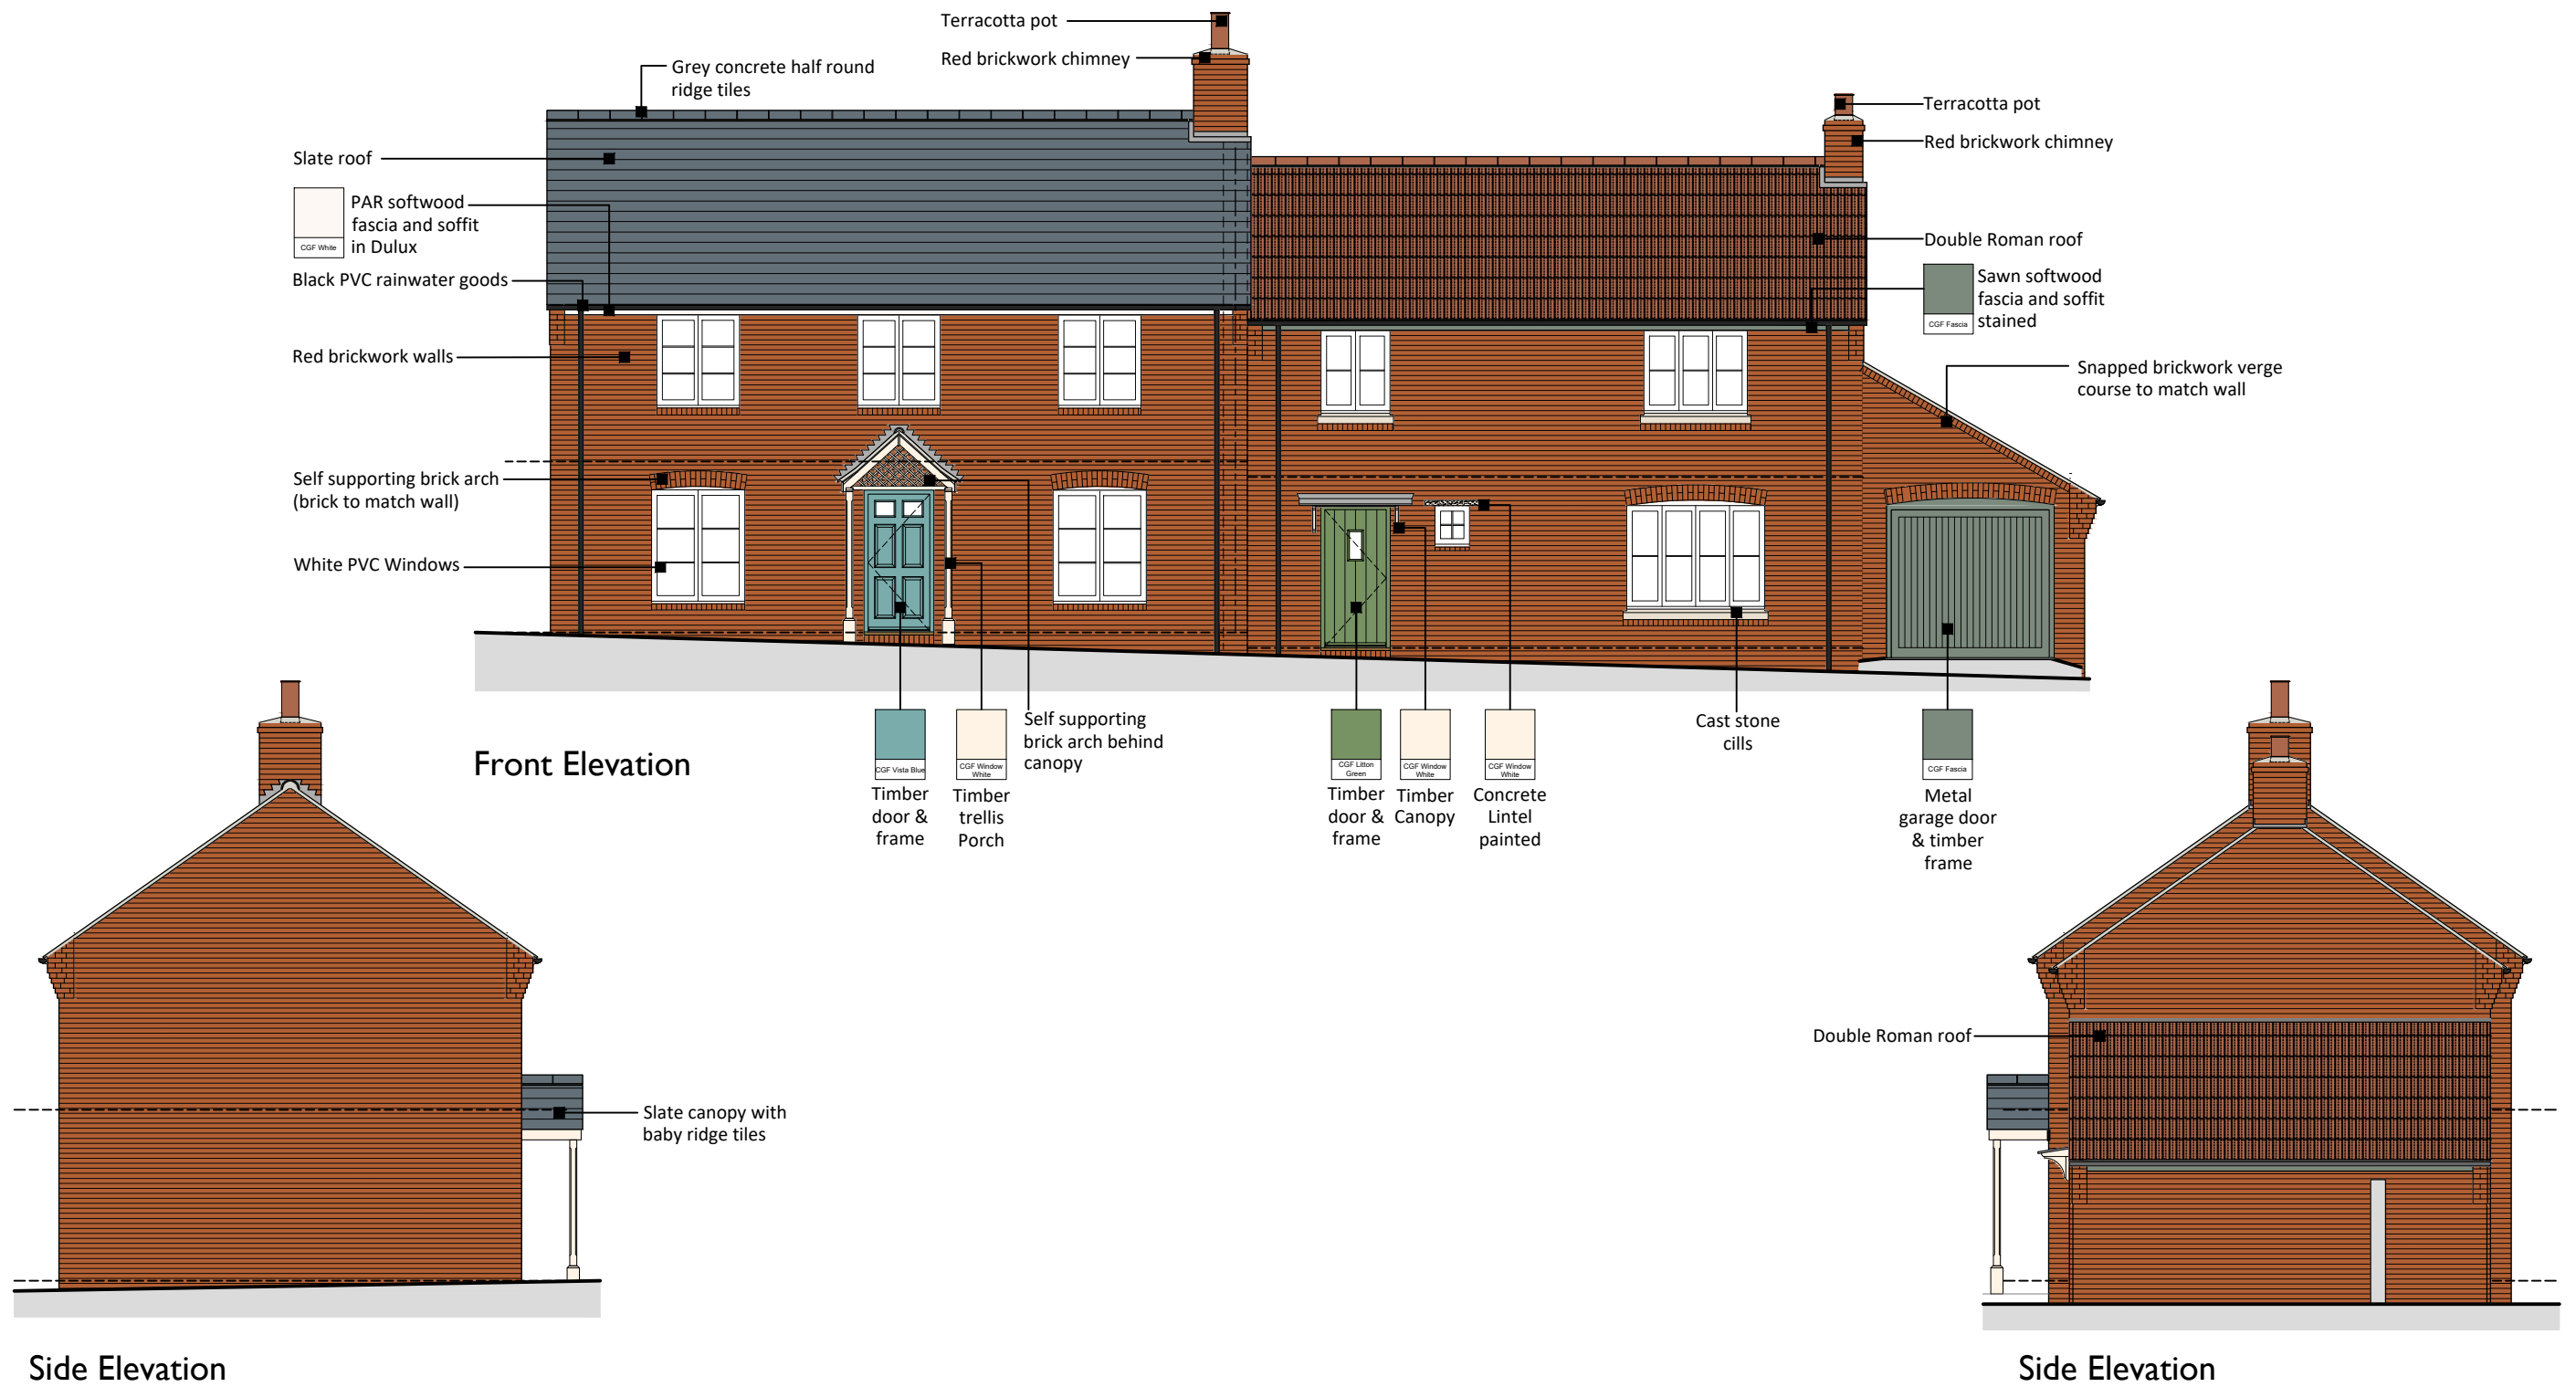 Terracotta pot
Red brickwork chimney
Grey concrete half round
ridge tiles
Slate roof
PAR softwood
fascia and soffit
in Dulux
CGF White
Black PVC rainwater goods
Red brickwork walls
Self supporting brick arch
(brick to match wall)
White PVC Windows
Terracotta pot
Red brickwork chimney
Double Roman roof
Sawn softwood
fascia and soffit
stained
CGF Fascia
Snapped brickwork verge
course to match wall
Front Elevation
CGF Vista Blue
Timber
door &
frame
CGF Window
White
Timber
trellis
Porch
Self supporting
brick arch behind
canopy
CGF Litton
Green
Timber
door &
frame
CGF Window
White
Timber
Canopy
CGF Window
White
Concrete
Lintel
painted
Cast stone
cills
CGF Fascia
Metal
garage door
& timber
frame
Slate canopy with
baby ridge tiles
Double Roman roof
Side Elevation
Side Elevation